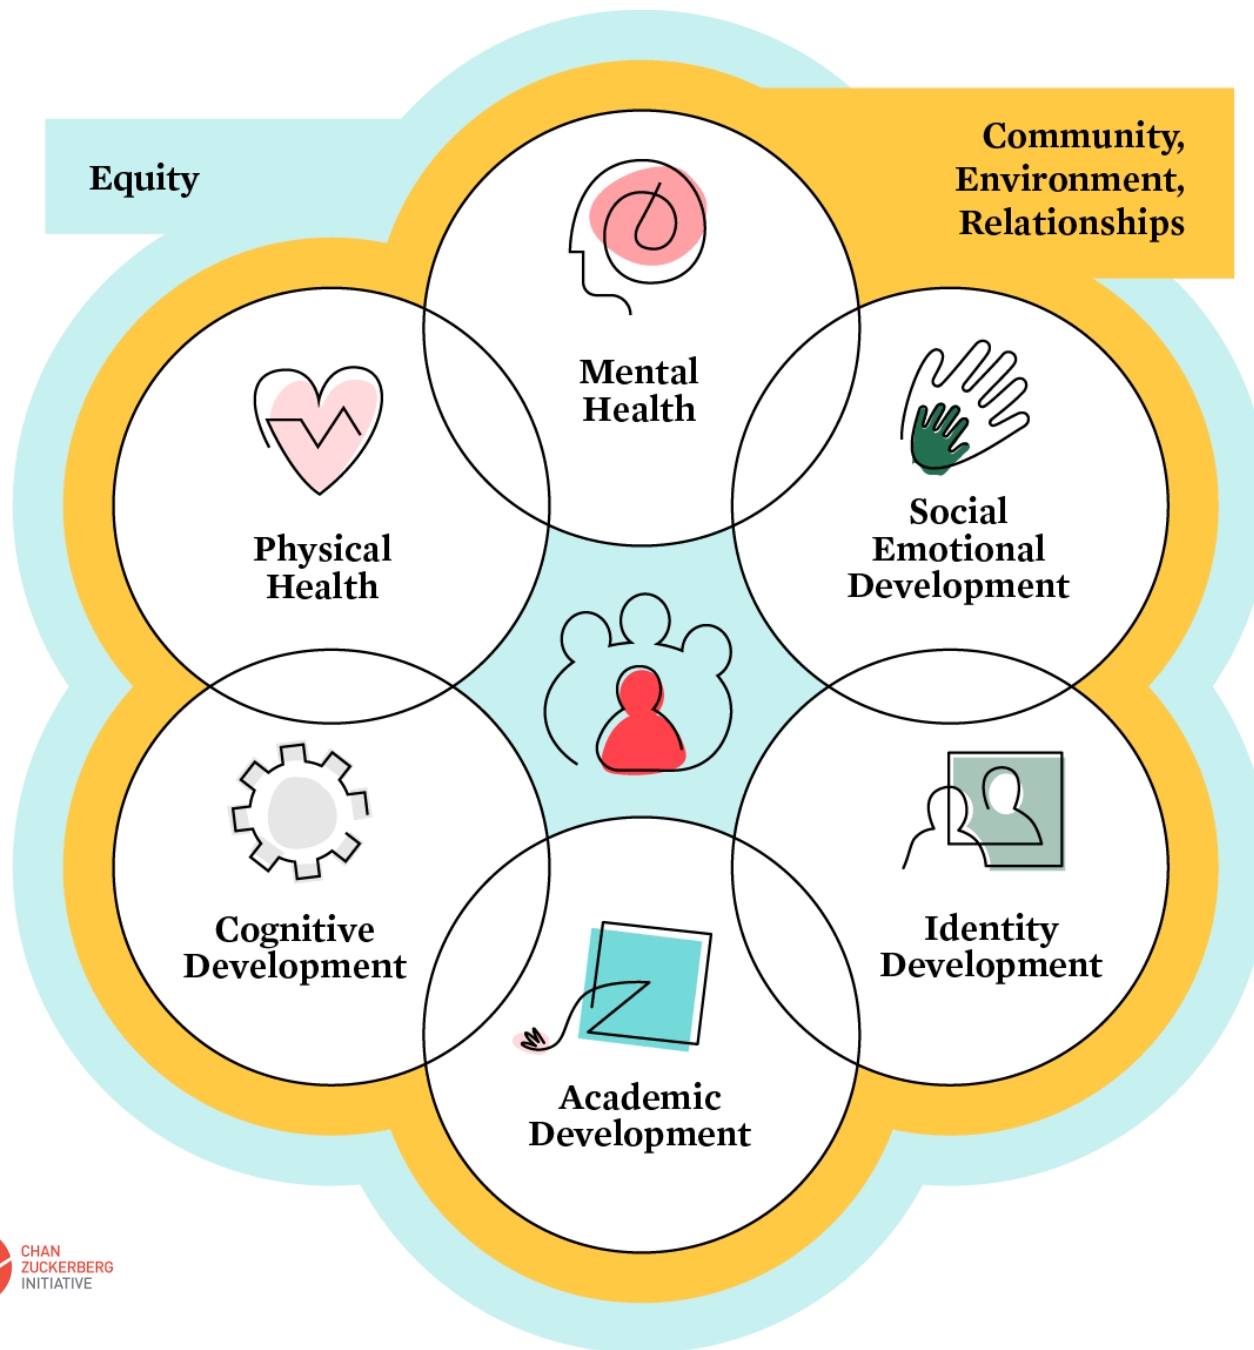 Equity
Community,
Environment,
Relationships
Mental
Health
Physical
Health
Social
Emotional
Development
Cognitive
Development
Identity
Development
Academic
Development
CHAN
ZUCKERBERG
INITIATIVE